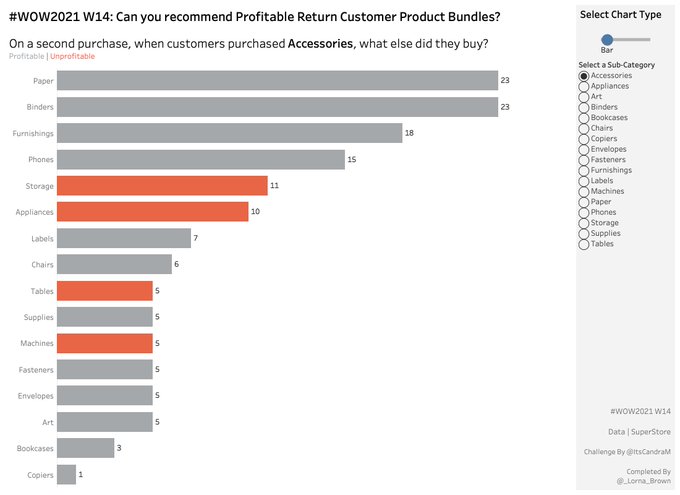 #WOW2021 W14: Can you recommend Profitable Return Customer Product Bundles?
On a second purchase, when customers purchased Accessories, what else did they buy?
Profitable | Unprofitable
Paper 23
Binders 23
Furnishings 18
Phones 15
Storage 11
Appliances 10
Labels 7
Chairs 6
Tables 5
Supplies 5
Machines 5
Fasteners 5
Envelopes 5
Art 5
Bookcases 3
Copiers 1
Select Chart Type
Bar
Select a Sub-Category
Accessories
Appliances
Art
Binders
Bookcases
Chairs
Copiers
Envelopes
Fasteners
Furnishings
Labels
Machines
Paper
Phones
Storage
Supplies
Tables
#WOW2021 W14
Data | SuperStore
Challenge By @ItsCandraM
Completed By
@_Lorna_Brown